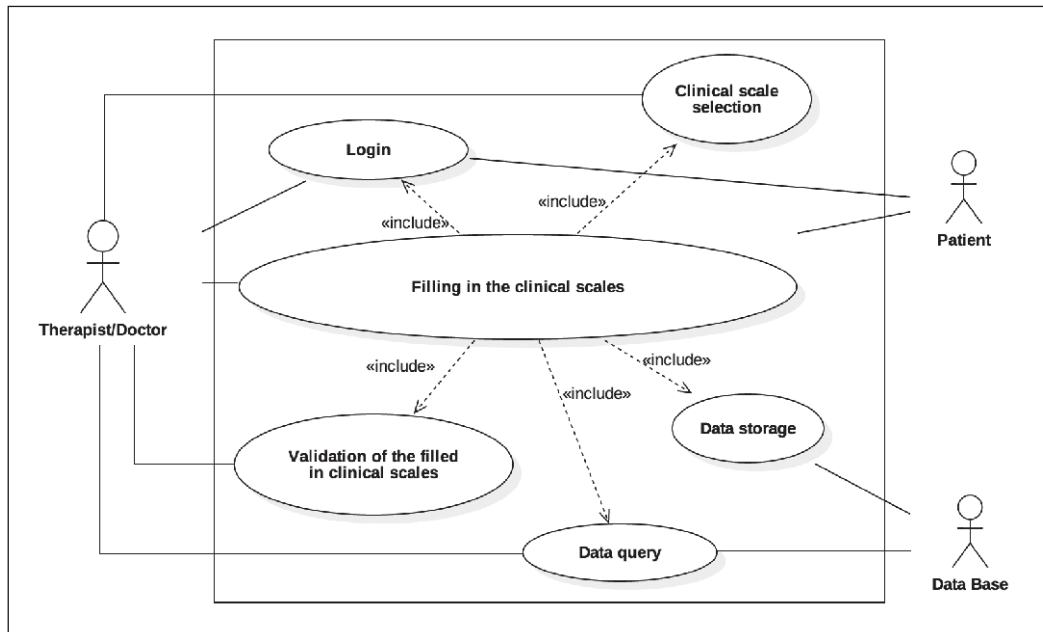 Clinical scale
selection
Login
«include»
«include»
Patient
Filling in the clinical scales
Therapist/Doctor
«include»
«include»
«include»
Data storage
Validation of the filled
in clinical scales
Data query
Data Base